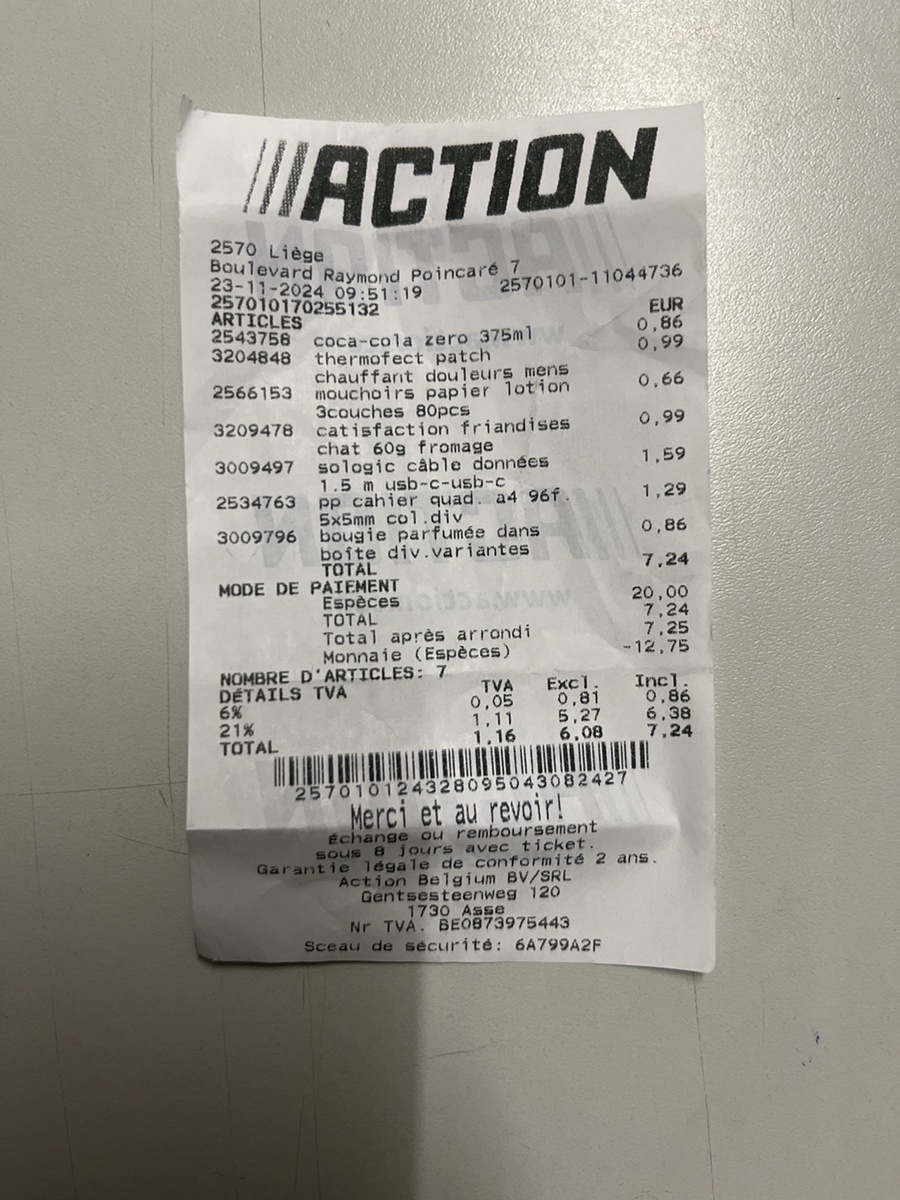 ACTION
2570 Liège
Boulevard Raymond Poincaré 7
23-11-2024 09:51:19 2570101-11044736
257010170255132 EUR
ARTICLES 0,86
2543758 coca-cola zero 375ml 0,99
3204848 thermofect patch
chauffant douleurs mens
2566153 mouchoirs papier lotion 0,66
3couches 80pcs
3209478 catisfaction friandises 0,99
chat 60g fromage
3009497 sologic câble données 1,59
1.5 m usb-c-usb-c
2534763 pp cahier quad. a4 96f. 1,29
5x5mm col.div
3009796 bougie parfumée dans 0,86
boîte div.variantes
TOTAL 7,24
MODE DE PAIEMENT
Espèces 20,00
TOTAL 7,24
Total après arrondi 7,25
Monnaie (Espèces) -12,75
NOMBRE D'ARTICLES: 7
DÉTAILS TVA TVA Excl. Incl.
6% 0,05 0,81 0,86
21% 1,11 5,27 6,38
TOTAL 1,16 6,08 7,24
257010124328095043082427
Merci et au revoir!
échange ou remboursement
sous 8 jours avec ticket.
Garantie légale de conformité 2 ans.
Action Belgium BV/SRL
Gentsesteenweg 120
1730 Asse
Nr TVA. BE0873975443
Sceau de sécurité: 6A799A2F